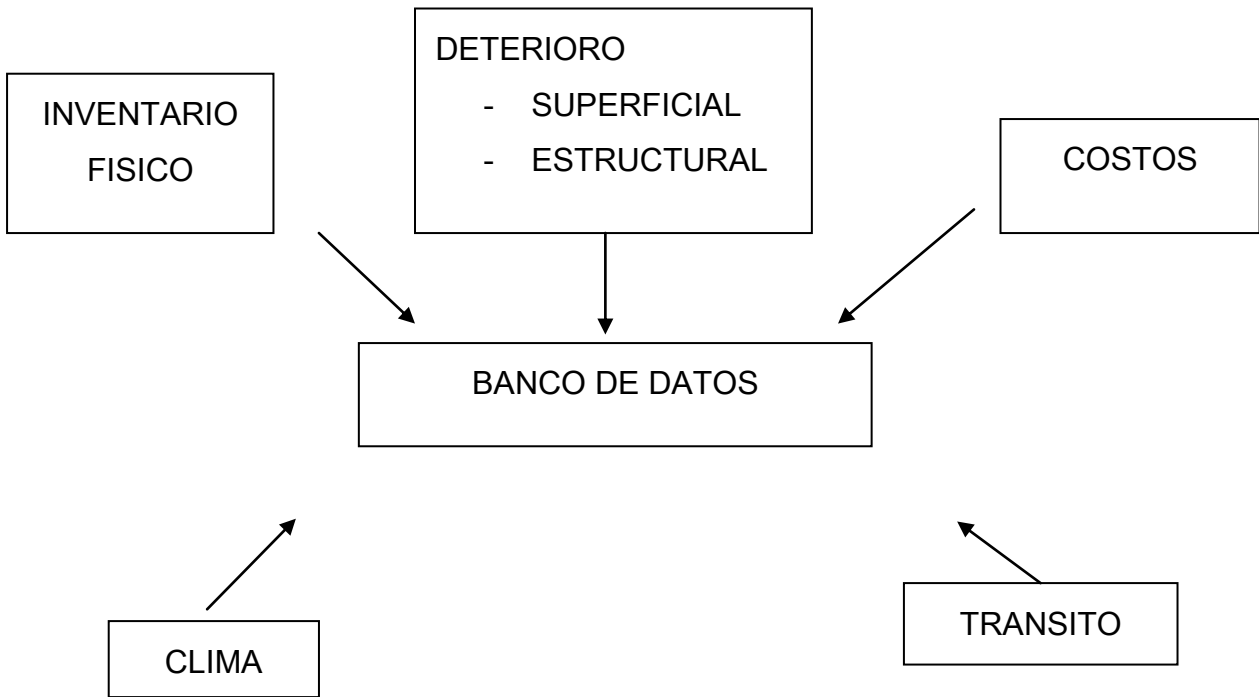 INVENTARIO
FISICO
DETERIORO
- SUPERFICIAL
- ESTRUCTURAL
COSTOS
BANCO DE DATOS
CLIMA
TRANSITO